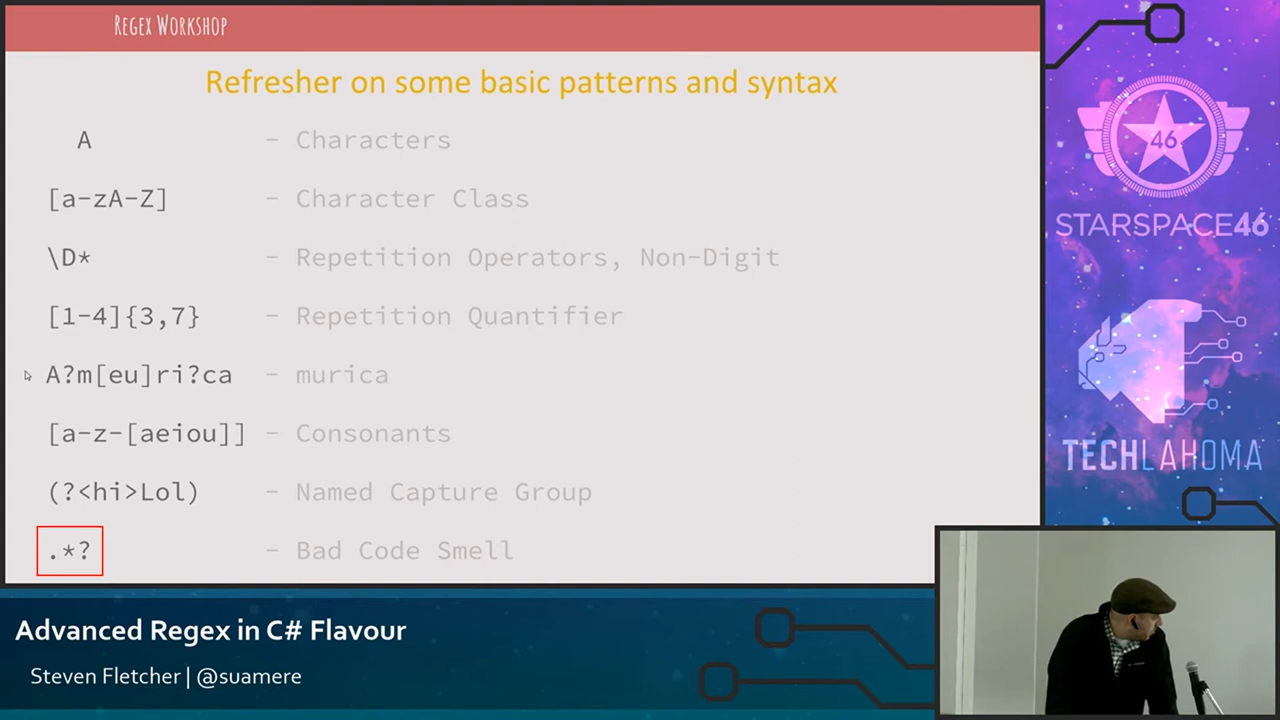 Regex Workshop
Refresher on some basic patterns and syntax
A - Characters
[a-zA-Z] - Character Class
\D* - Repetition Operators, Non-Digit
[1-4]{3,7} - Repetition Quantifier
A?m[eu]ri?ca - murica
[a-z-[aeiou]] - Consonants
(?<hi>Lol) - Named Capture Group
.*? - Bad Code Smell
46
STARSPACE46
TECHLAHOMA
Advanced Regex in C# Flavour
Steven Fletcher | @suamere